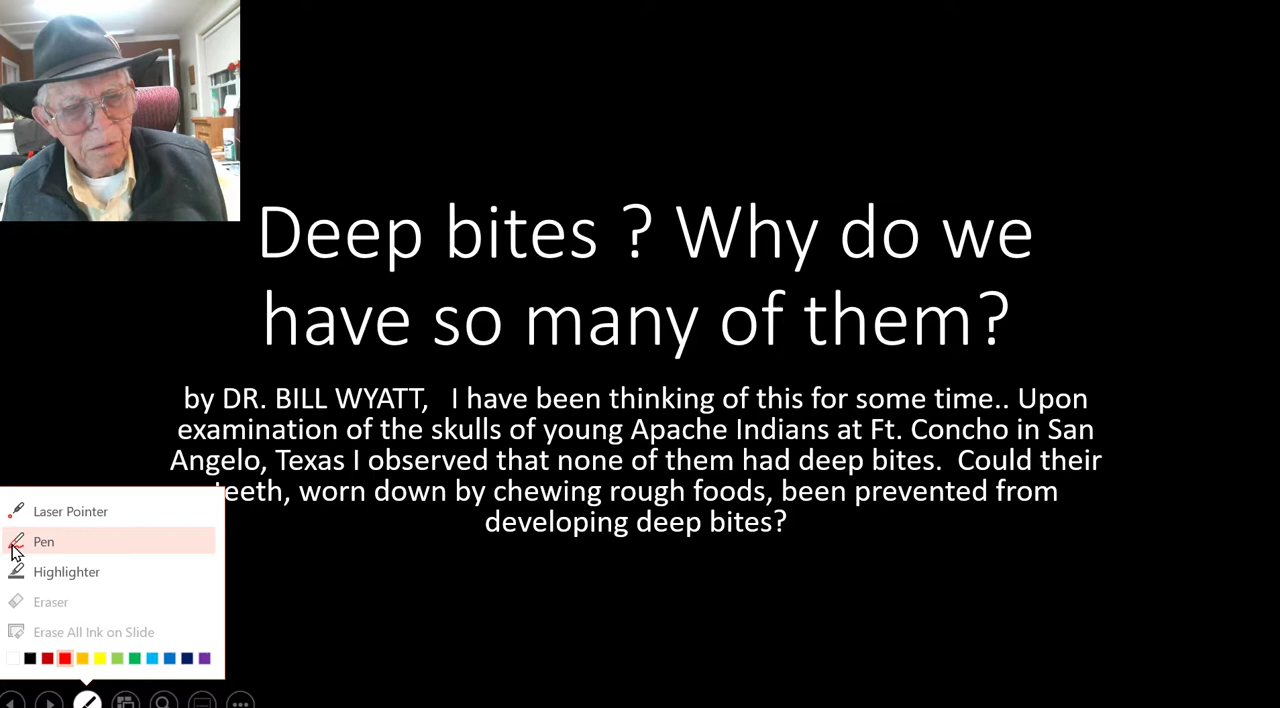 Deep bites ? Why do we
have so many of them?
by DR. BILL WYATT,   I have been thinking of this for some time.. Upon
examination of the skulls of young Apache Indians at Ft. Concho in San
Angelo, Texas I observed that none of them had deep bites.  Could their
teeth, worn down by chewing rough foods, been prevented from
developing deep bites?
Laser Pointer
Pen
Highlighter
Eraser
Erase All Ink on Slide